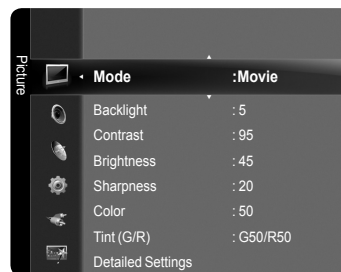 Picture
Mode :Movie
Backlight : 5
Contrast : 95
Brightness : 45
Sharpness : 20
Color : 50
Tint (G/R) : G50/R50
Detailed Settings